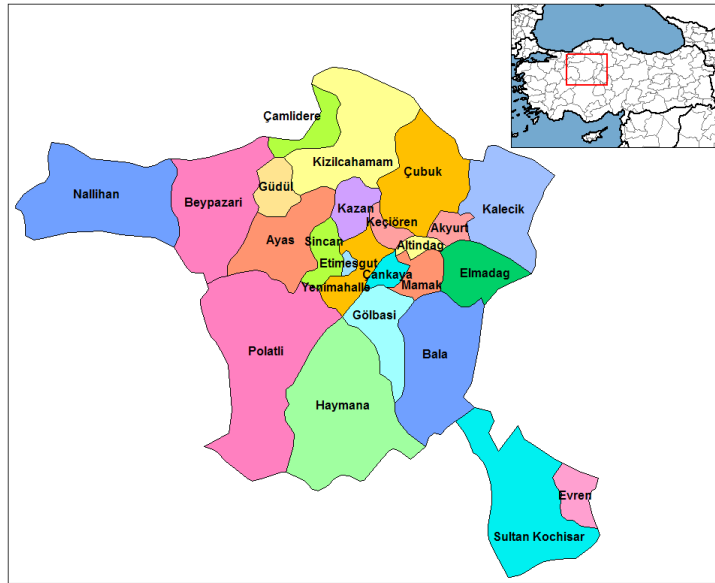 Çamlidere
Kizilcahamam
Çubuk
Nallihan
Beypazari
Güdül
Kazan
Kalecik
Keçiören
Akyurt
Ayas
Sincan
Altindag
Etimesgut
Çankaya
Elmadag
Yenimahalle
Mamak
Gölbasi
Polatli
Bala
Haymana
Evren
Sultan Kochisar